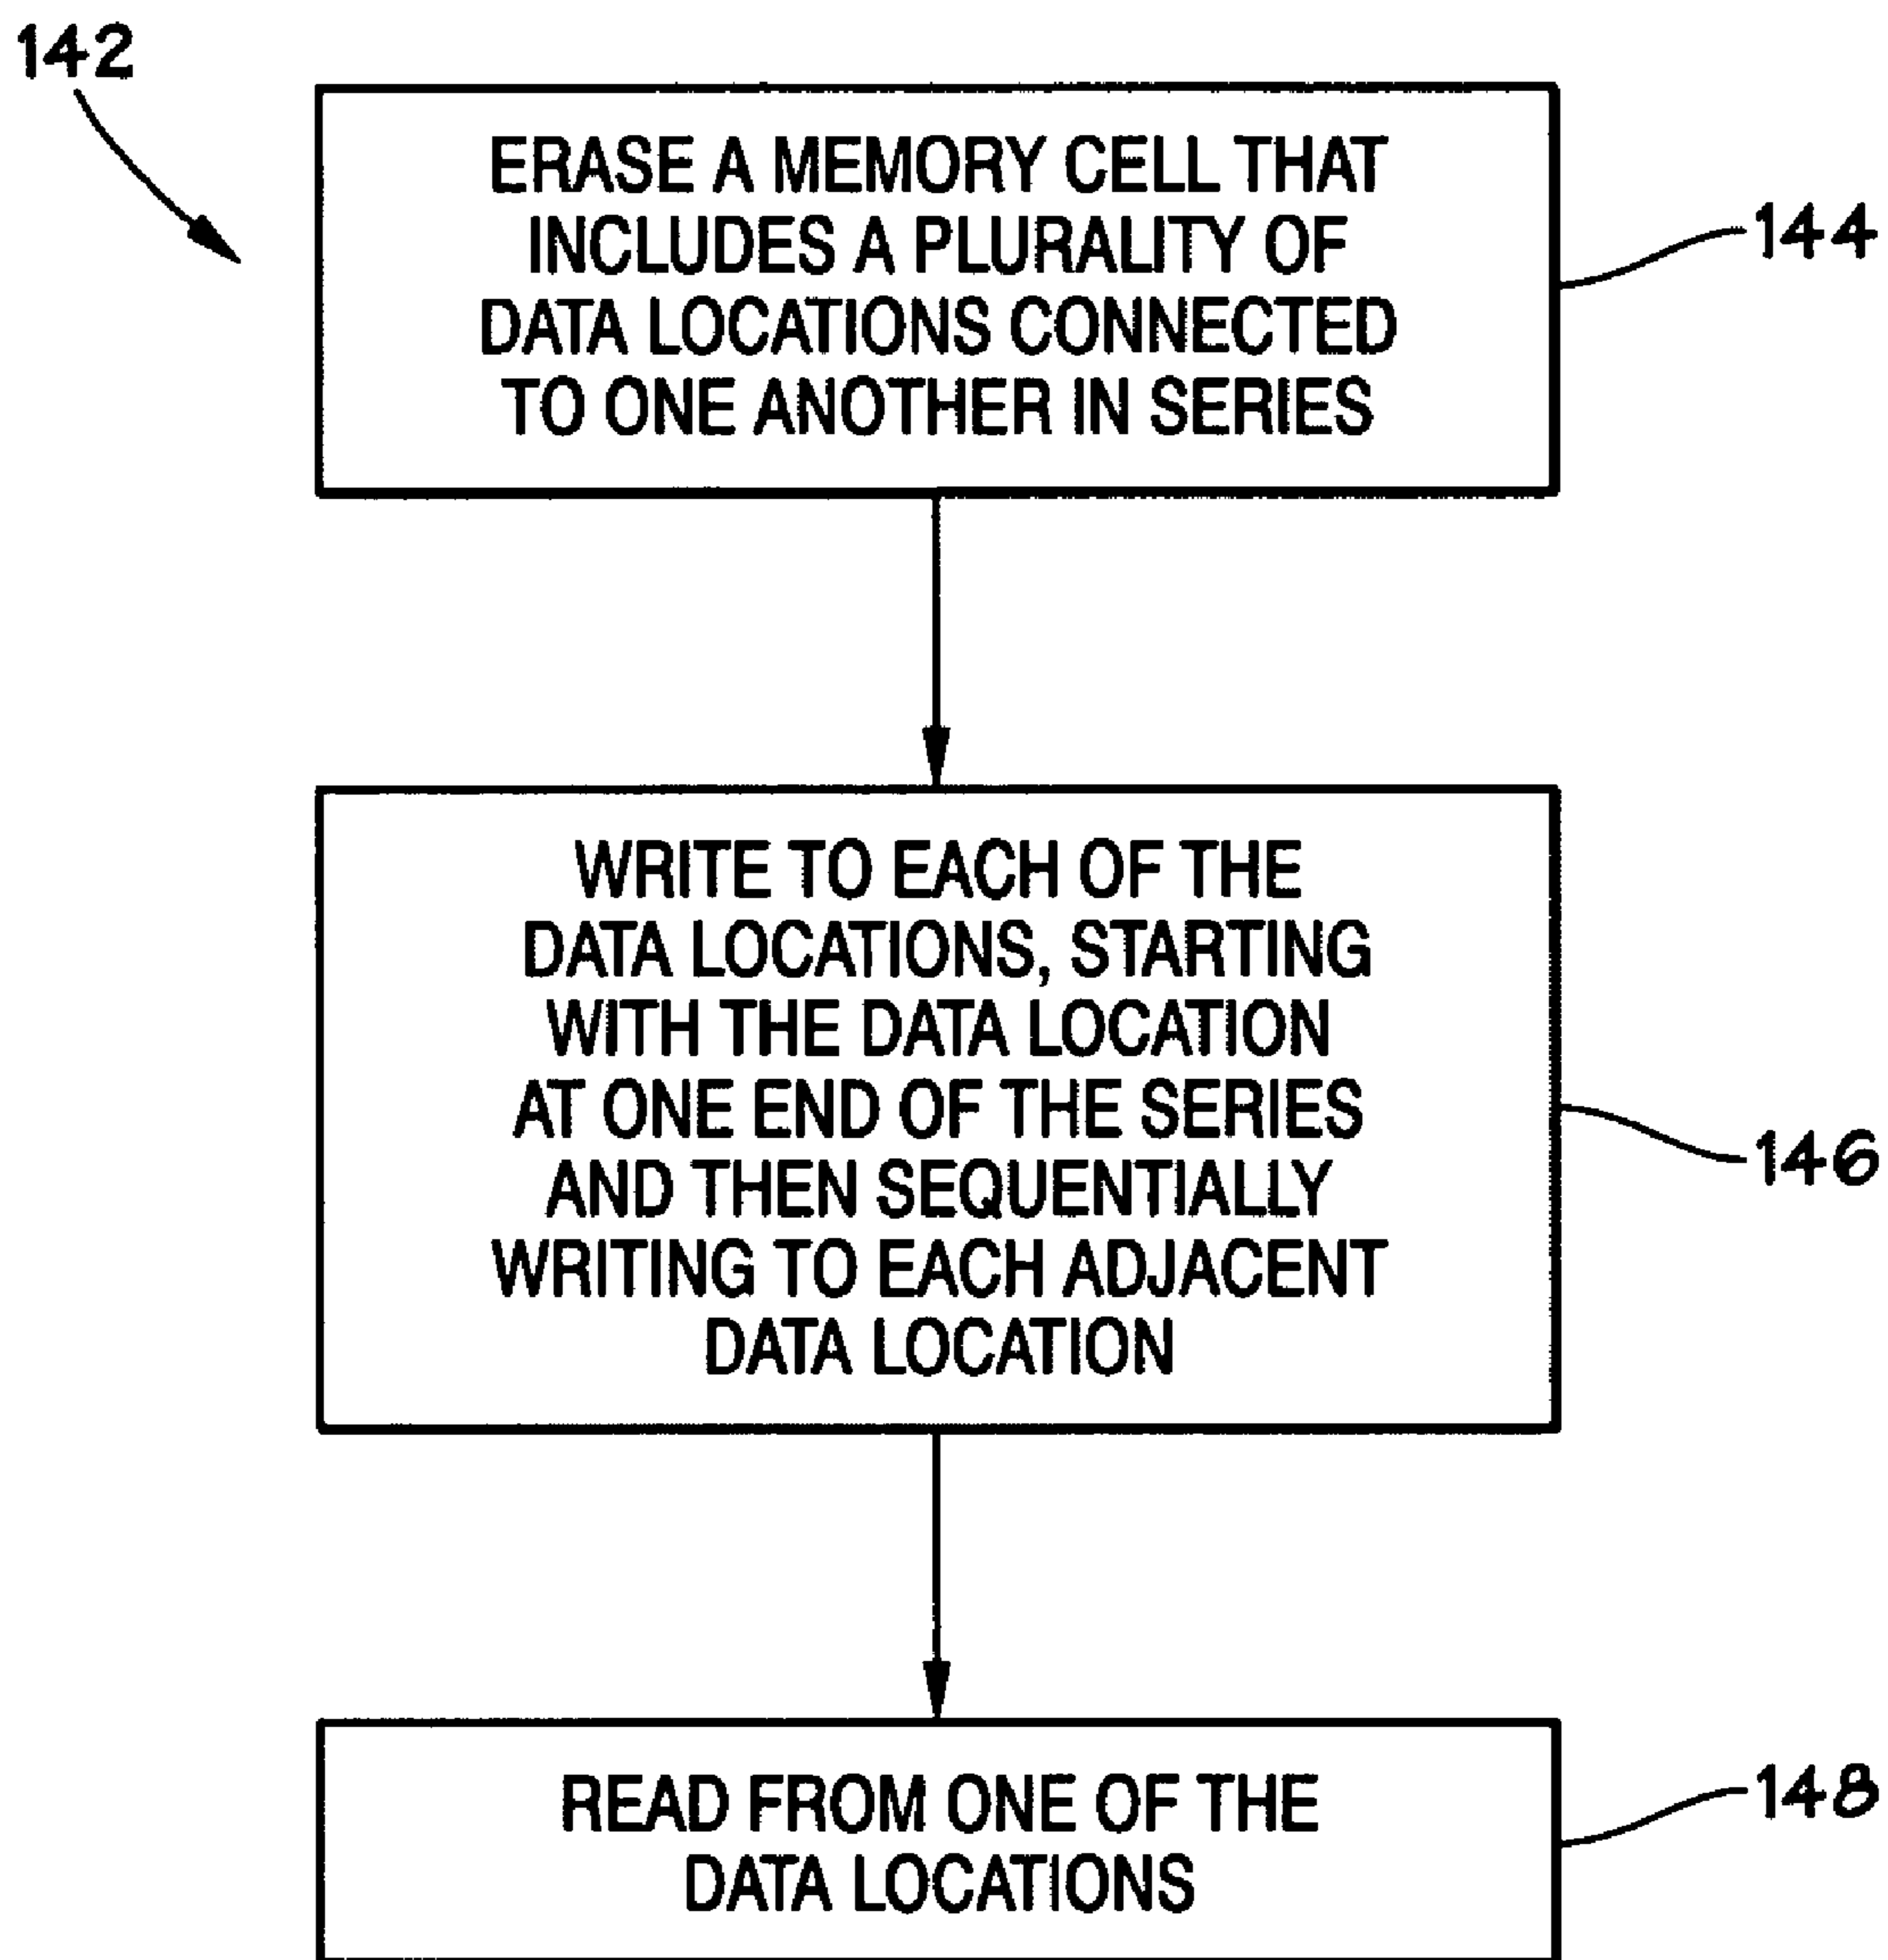 142
ERASE A MEMORY CELL THAT
INCLUDES A PLURALITY OF
DATA LOCATIONS CONNECTED
TO ONE ANOTHER IN SERIES
144
WRITE TO EACH OF THE
DATA LOCATIONS, STARTING
WITH THE DATA LOCATION
AT ONE END OF THE SERIES
AND THEN SEQUENTIALLY
WRITING TO EACH ADJACENT
DATA LOCATION
146
READ FROM ONE OF THE
DATA LOCATIONS
148